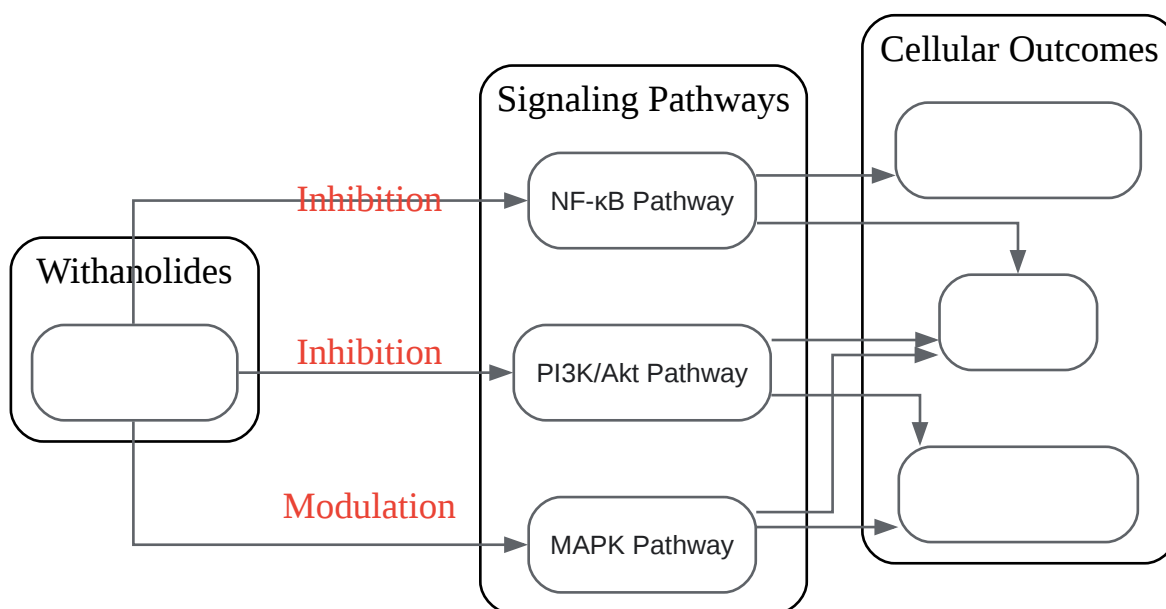 Cellular Outcomes
Signaling Pathways
Inhibition
NF-κB Pathway
Withanolides
Inhibition
PI3K/Akt Pathway
Modulation
MAPK Pathway